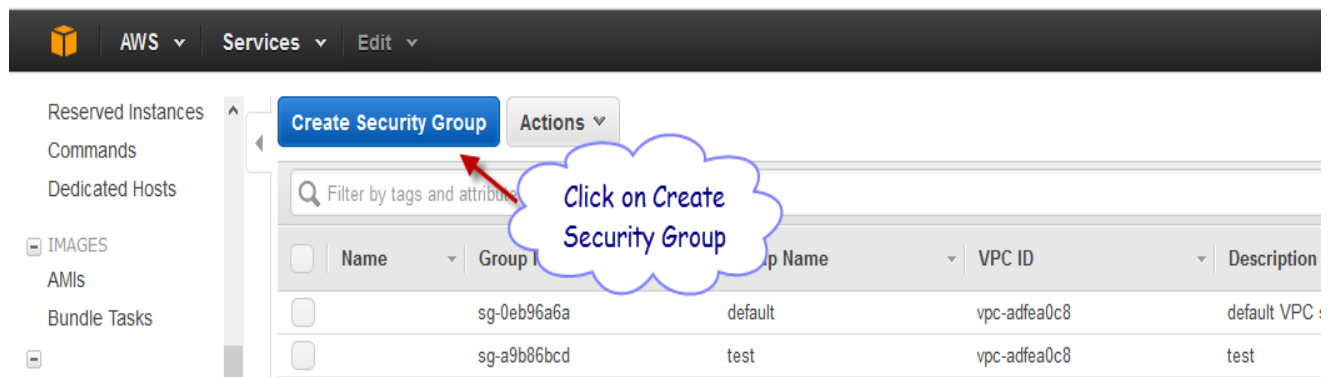 AWS Services Edit
Reserved Instances
Commands
Dedicated Hosts
IMAGES
AMIs
Bundle Tasks
Create Security Group Actions
Filter by tags and
Click on Create
Security Group
Name Group Name VPC ID Description
sg-0eb96a6a default vpc-adfea0c8 default VPC
sg-a9b86bcd test vpc-adfea0c8 test